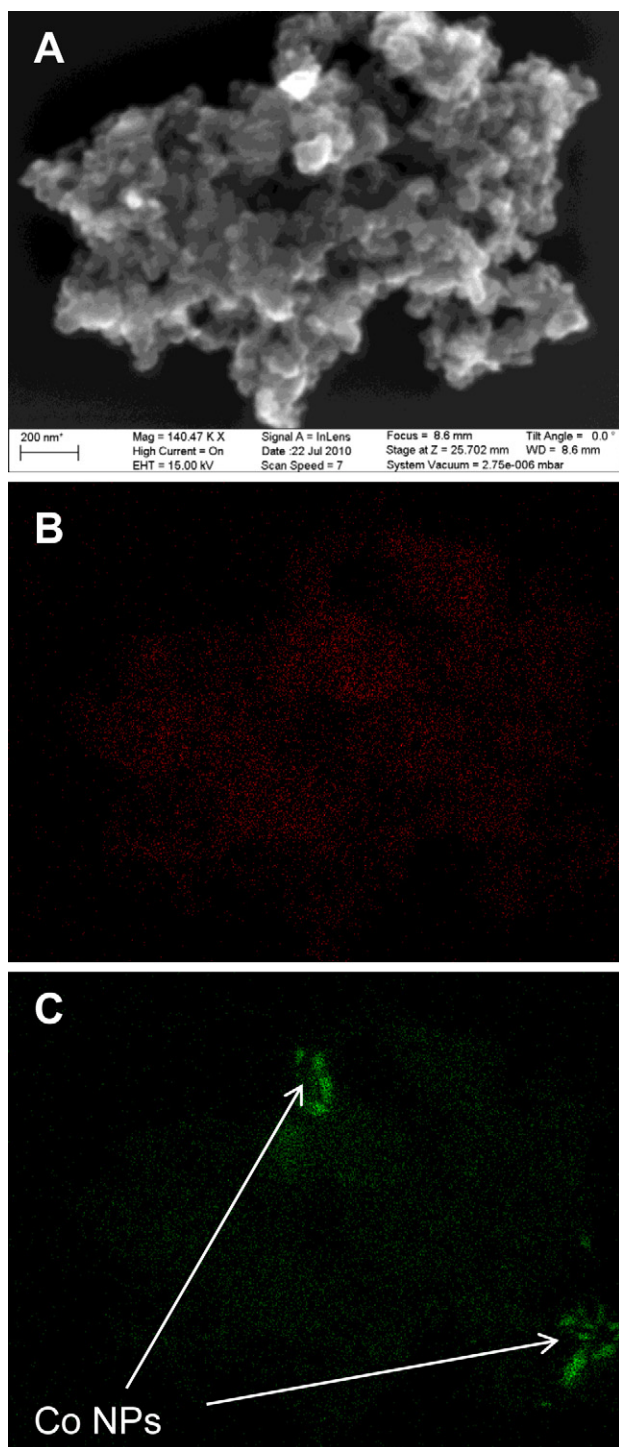 A
200 nm*
Mag = 140.47 K X Signal A = InLens Focus = 8.6 mm Tilt Angle = 0.0 °
High Current = On Date :22 Jul 2010 Stage at Z = 25.702 mm WD = 8.6 mm
EHT = 15.00 kV Scan Speed = 7 System Vacuum = 2.75e-006 mbar
B
C
Co NPs